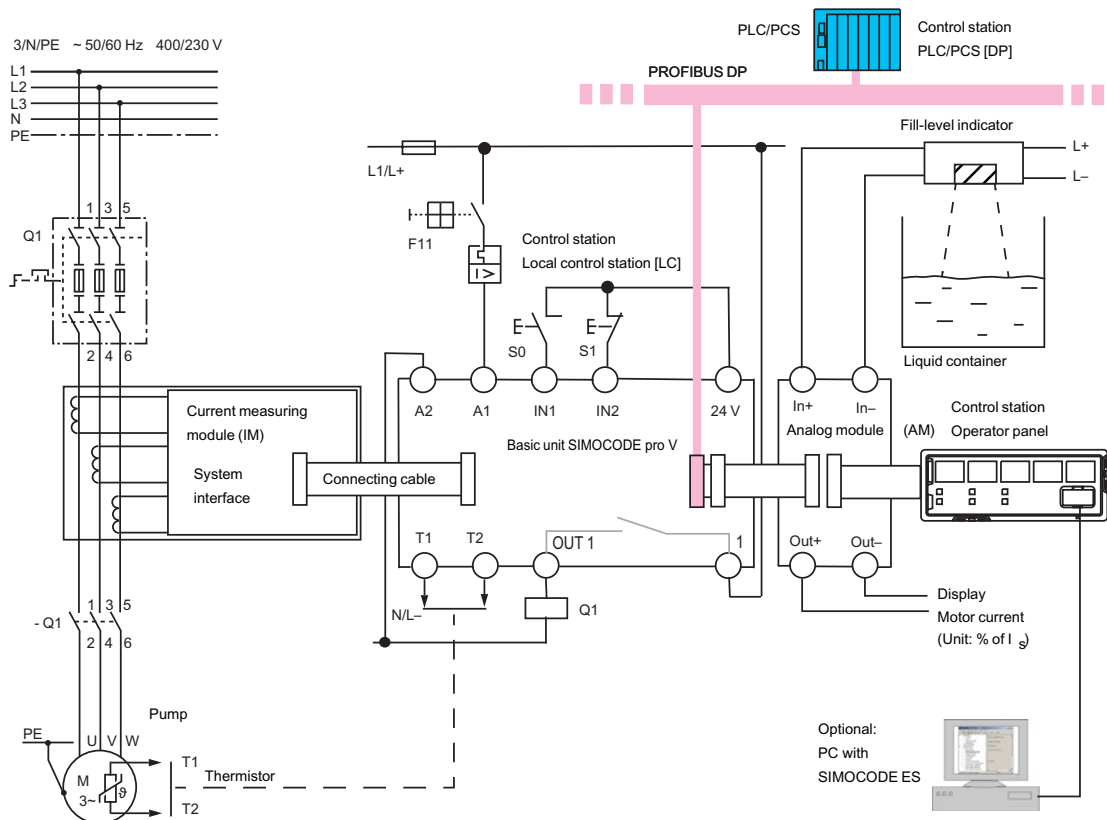 3/N/PE ~ 50/60 Hz 400/230 V
L1
L2
L3
N
PE
PLC/PCS
Control station
PLC/PCS [DP]
PROFIBUS DP
Fill-level indicator
L+
L–
L1/L+
1 3 5
Q1
F11
I >
Control station
Local control station [LC]
S0
S1
2 4 6
Liquid container
A2
A1
IN1
IN2
24 V
In+
In–
Current measuring
module (IM)
System
interface
Connecting cable
Basic unit SIMOCODE pro V
Analog module
(AM)
Control station
Operator panel
T1
T2
OUT 1
1
Out+
Out–
N/L–
Q1
Display
Motor current
(Unit: % of I s)
1 3 5
- Q1
2 4 6
Pump
PE
U V W
M
3~
ϑ
T1
T2
Thermistor
Optional:
PC with
SIMOCODE ES